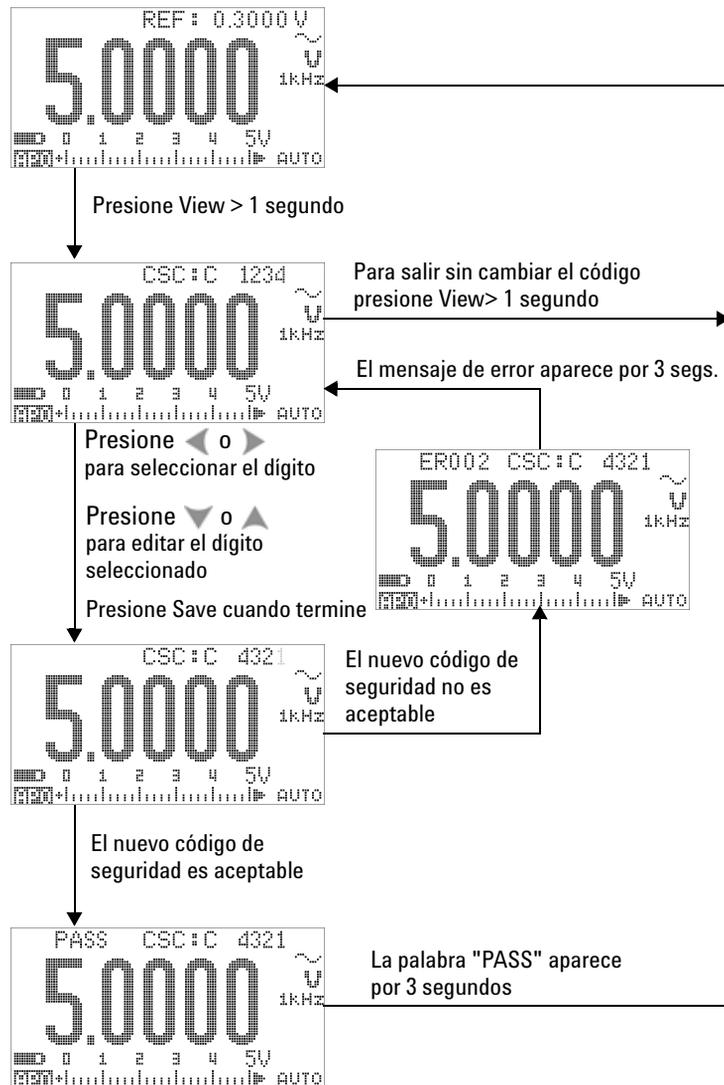 REF: 0.3000 V
5.0000 V
1kHz
0 1 2 3 4 5V
APO AUTO
Presione View > 1 segundo
CSC:C 1234
5.0000 V
1kHz
0 1 2 3 4 5V
APO AUTO
Para salir sin cambiar el código
presione View> 1 segundo
El mensaje de error aparece por 3 segs.
Presione o
para seleccionar el dígito
Presione o
para editar el dígito
seleccionado
Presione Save cuando termine
ER002 CSC:C 4321
5.0000 V
1kHz
0 1 2 3 4 5V
APO AUTO
CSC:C 4321
5.0000 V
1kHz
0 1 2 3 4 5V
APO AUTO
El nuevo código de
seguridad no es
aceptable
El nuevo código de
seguridad es aceptable
PASS CSC:C 4321
5.0000 V
1kHz
0 1 2 3 4 5V
APO AUTO
La palabra "PASS" aparece
por 3 segundos